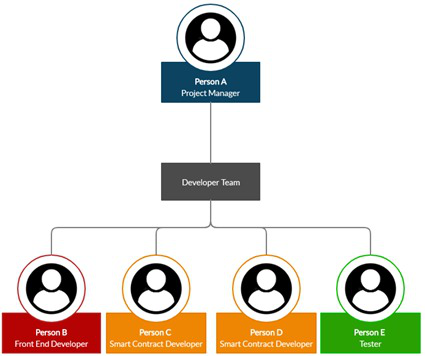 Person A
Project Manager
Developer Team
Person B
Front End Developer
Person C
Smart Contract Developer
Person D
Smart Contract Developer
Person E
Tester